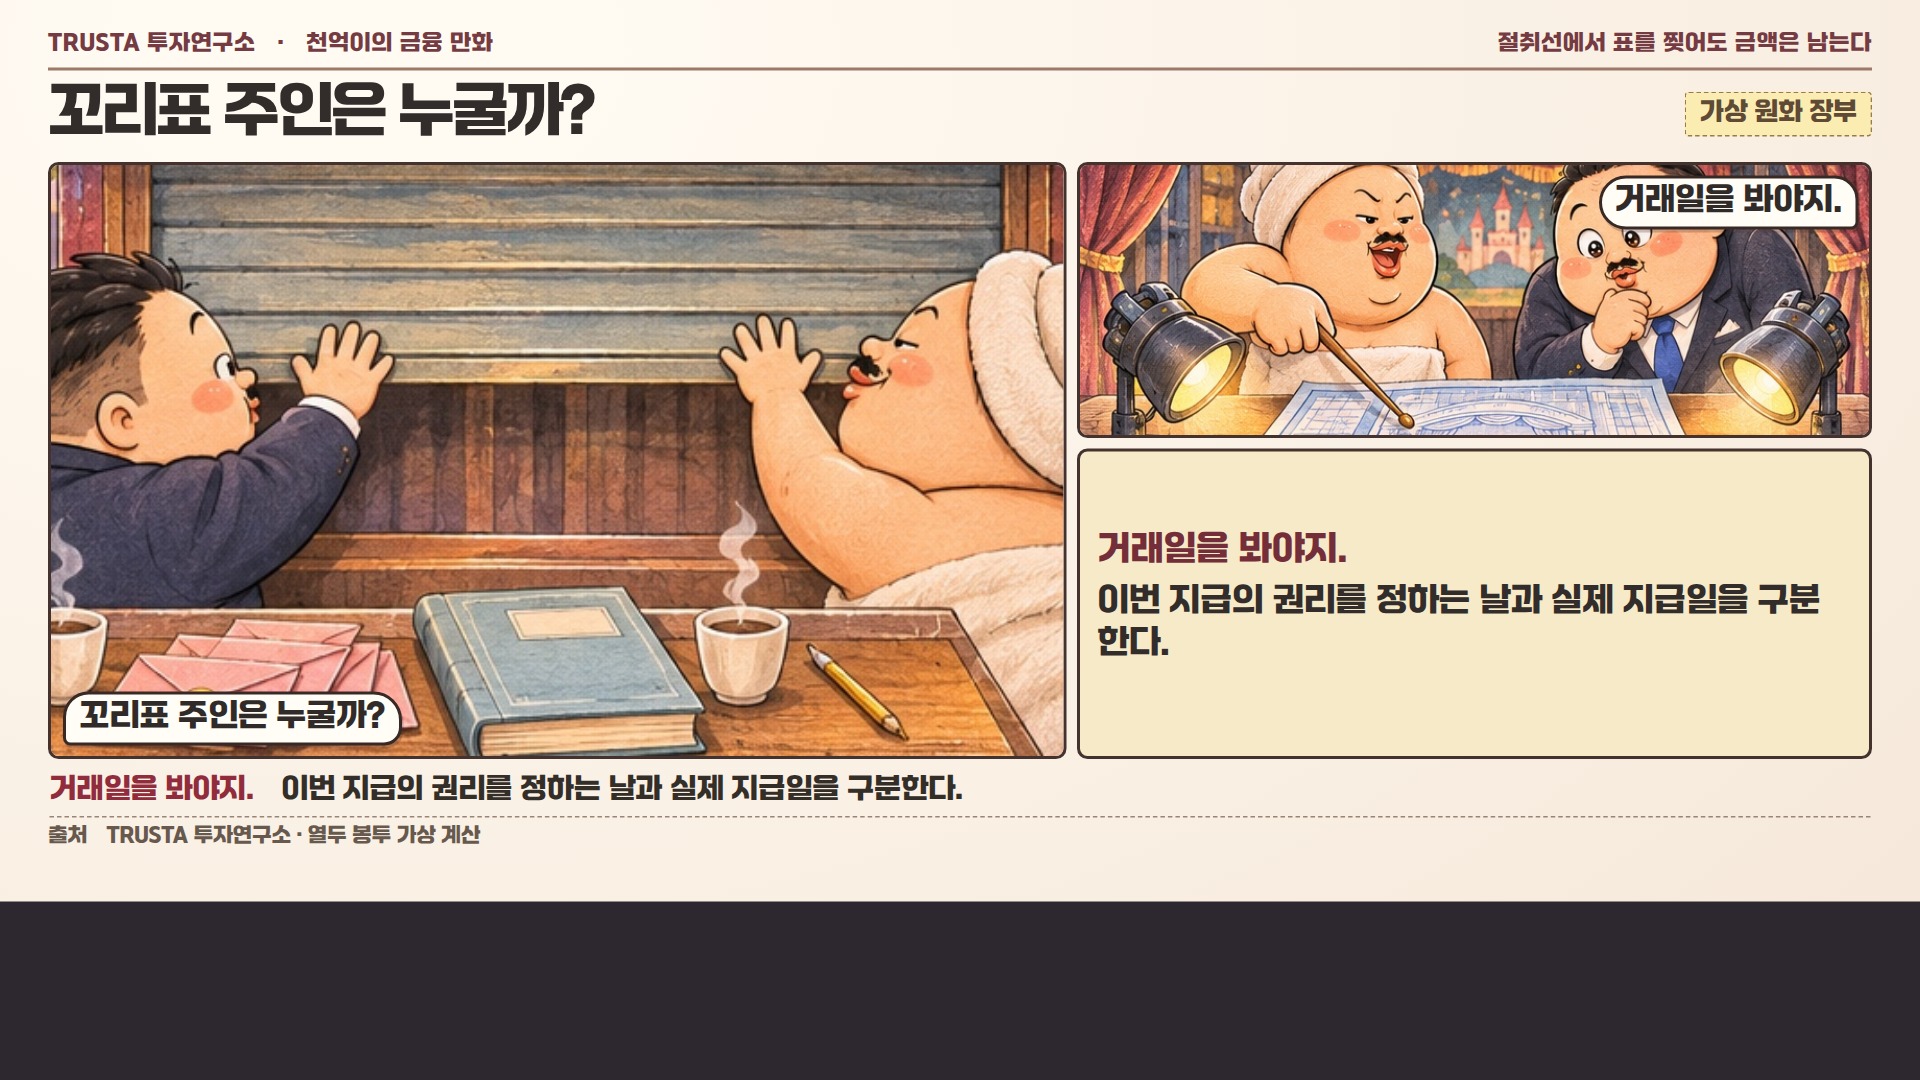 TRUSTA 투자연구소 · 천억이의 금융 만화
절취선에서 표를 찢어도 금액은 남는다
꼬리표 주인은 누굴까?
가상 원화 장부
거래일을 봐야지.
꼬리표 주인은 누굴까?
거래일을 봐야지.
이번 지급의 권리를 정하는 날과 실제 지급일을 구분
한다.
거래일을 봐야지. 이번 지급의 권리를 정하는 날과 실제 지급일을 구분한다.
출처 TRUSTA 투자연구소 · 열두 봉투 가상 계산